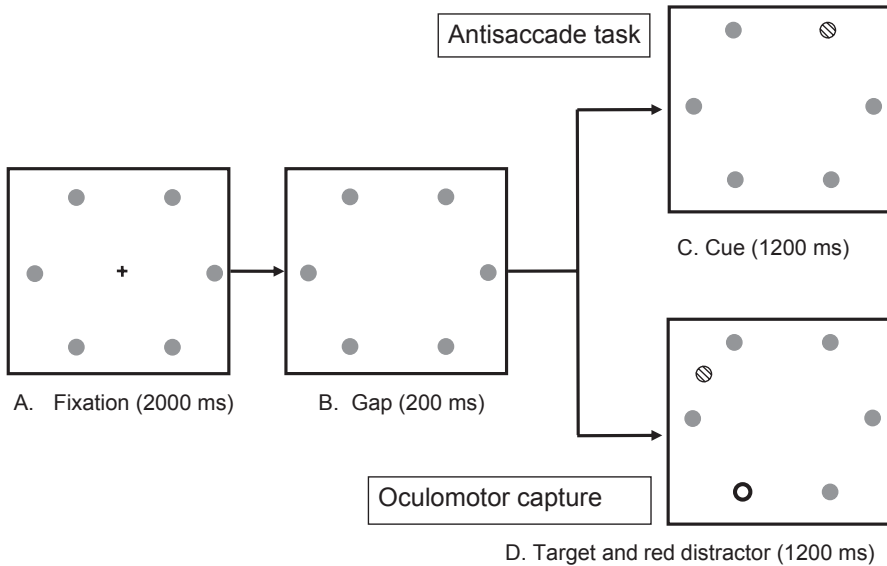 Antisaccade task
C. Cue (1200 ms)
A. Fixation (2000 ms)
B. Gap (200 ms)
Oculomotor capture
D. Target and red distractor (1200 ms)